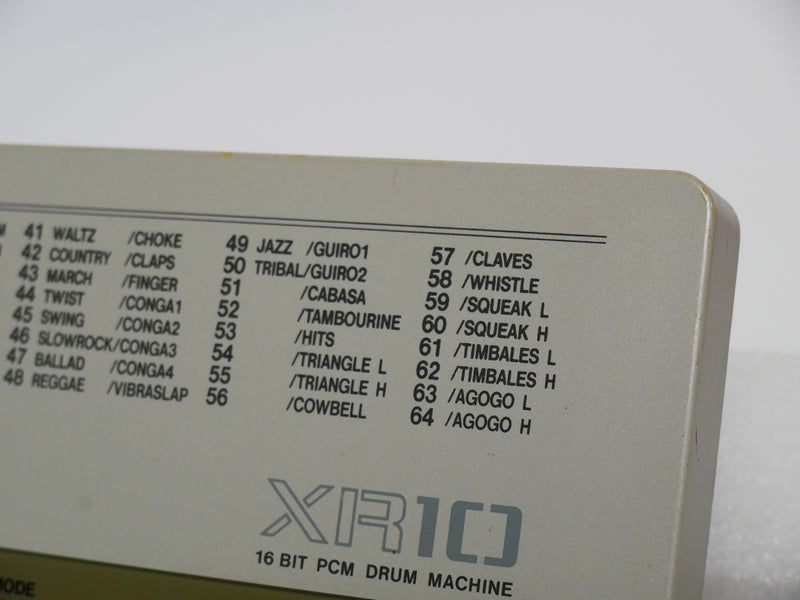 M 41 WALTZ /CHOKE
42 COUNTRY /CLAPS
43 MARCH /FINGER
44 TWIST /CONGA1
45 SWING /CONGA2
46 SLOWROCK/CONGA3
47 BALLAD /CONGA4
48 REGGAE /VIBRASLAP
49 JAZZ /GUIRO1
50 TRIBAL/GUIRO2
51 /CABASA
52 /TAMBOURINE
53 /HITS
54 /TRIANGLE L
55 /TRIANGLE H
56 /COWBELL
57 /CLAVES
58 /WHISTLE
59 /SQUEAK L
60 /SQUEAK H
61 /TIMBALES L
62 /TIMBALES H
63 /AGOGO L
64 /AGOGO H
XR10
16 BIT PCM DRUM MACHINE
MODE